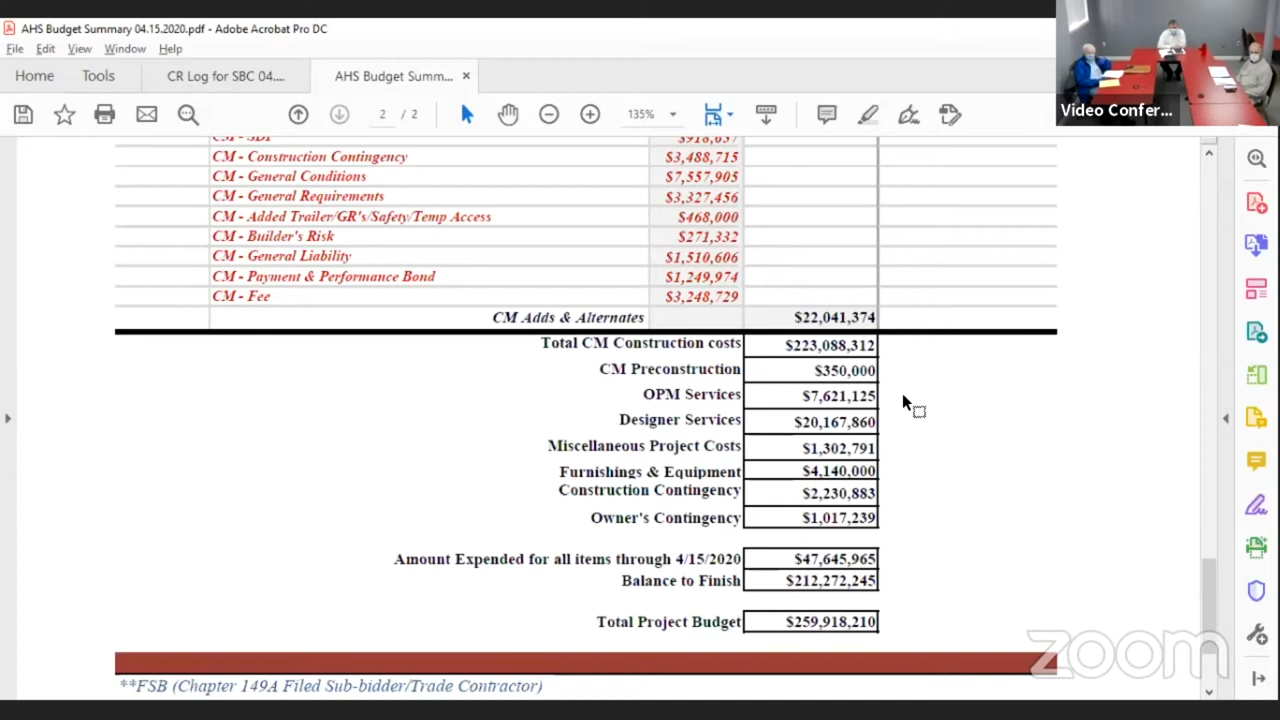 AHS Budget Summary 04.15.2020.pdf - Adobe Acrobat Pro DC
File Edit View Window Help
Home Tools CR Log for SBC 04.... AHS Budget Summ... ×
2 / 2 135%
Video Confer...
CM - SDI $918,657
CM - Construction Contingency $3,488,715
CM - General Conditions $7,557,905
CM - General Requirements $3,327,456
CM - Added Trailer/GR's/Safety/Temp Access $468,000
CM - Builder's Risk $271,332
CM - General Liability $1,510,606
CM - Payment & Performance Bond $1,249,974
CM - Fee $3,248,729
CM Adds & Alternates $22,041,374
Total CM Construction costs $223,088,312
CM Preconstruction $350,000
OPM Services $7,621,125
Designer Services $20,167,860
Miscellaneous Project Costs $1,302,791
Furnishings & Equipment $4,140,000
Construction Contingency $2,230,883
Owner's Contingency $1,017,239
Amount Expended for all items through 4/15/2020 $47,645,965
Balance to Finish $212,272,245
Total Project Budget $259,918,210
zoom
**FSB (Chapter 149A Filed Sub-bidder/Trade Contractor)